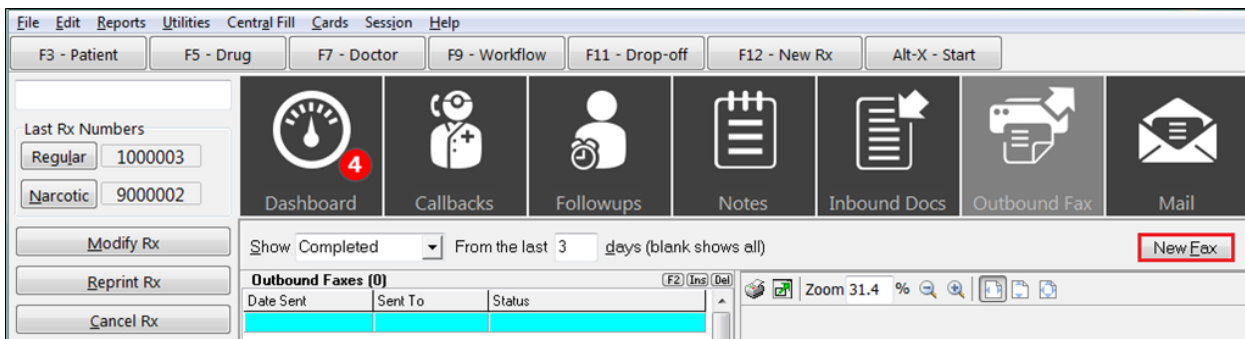 File Edit Reports Utilities Central Fill Cards Session Help
F3 - Patient F5 - Drug F7 - Doctor F9 - Workflow F11 - Drop-off F12 - New Rx Alt-X - Start
Last Rx Numbers
Regular 1000003
Narcotic 9000002
Modify Rx
Reprint Rx
Cancel Rx
4
Dashboard Callbacks Followups Notes Inbound Docs Outbound Fax Mail
Show Completed From the last 3 days (blank shows all) New Fax
Outbound Faxes (0) F2 Ins Del
Date Sent Sent To Status
Zoom 31.4 %